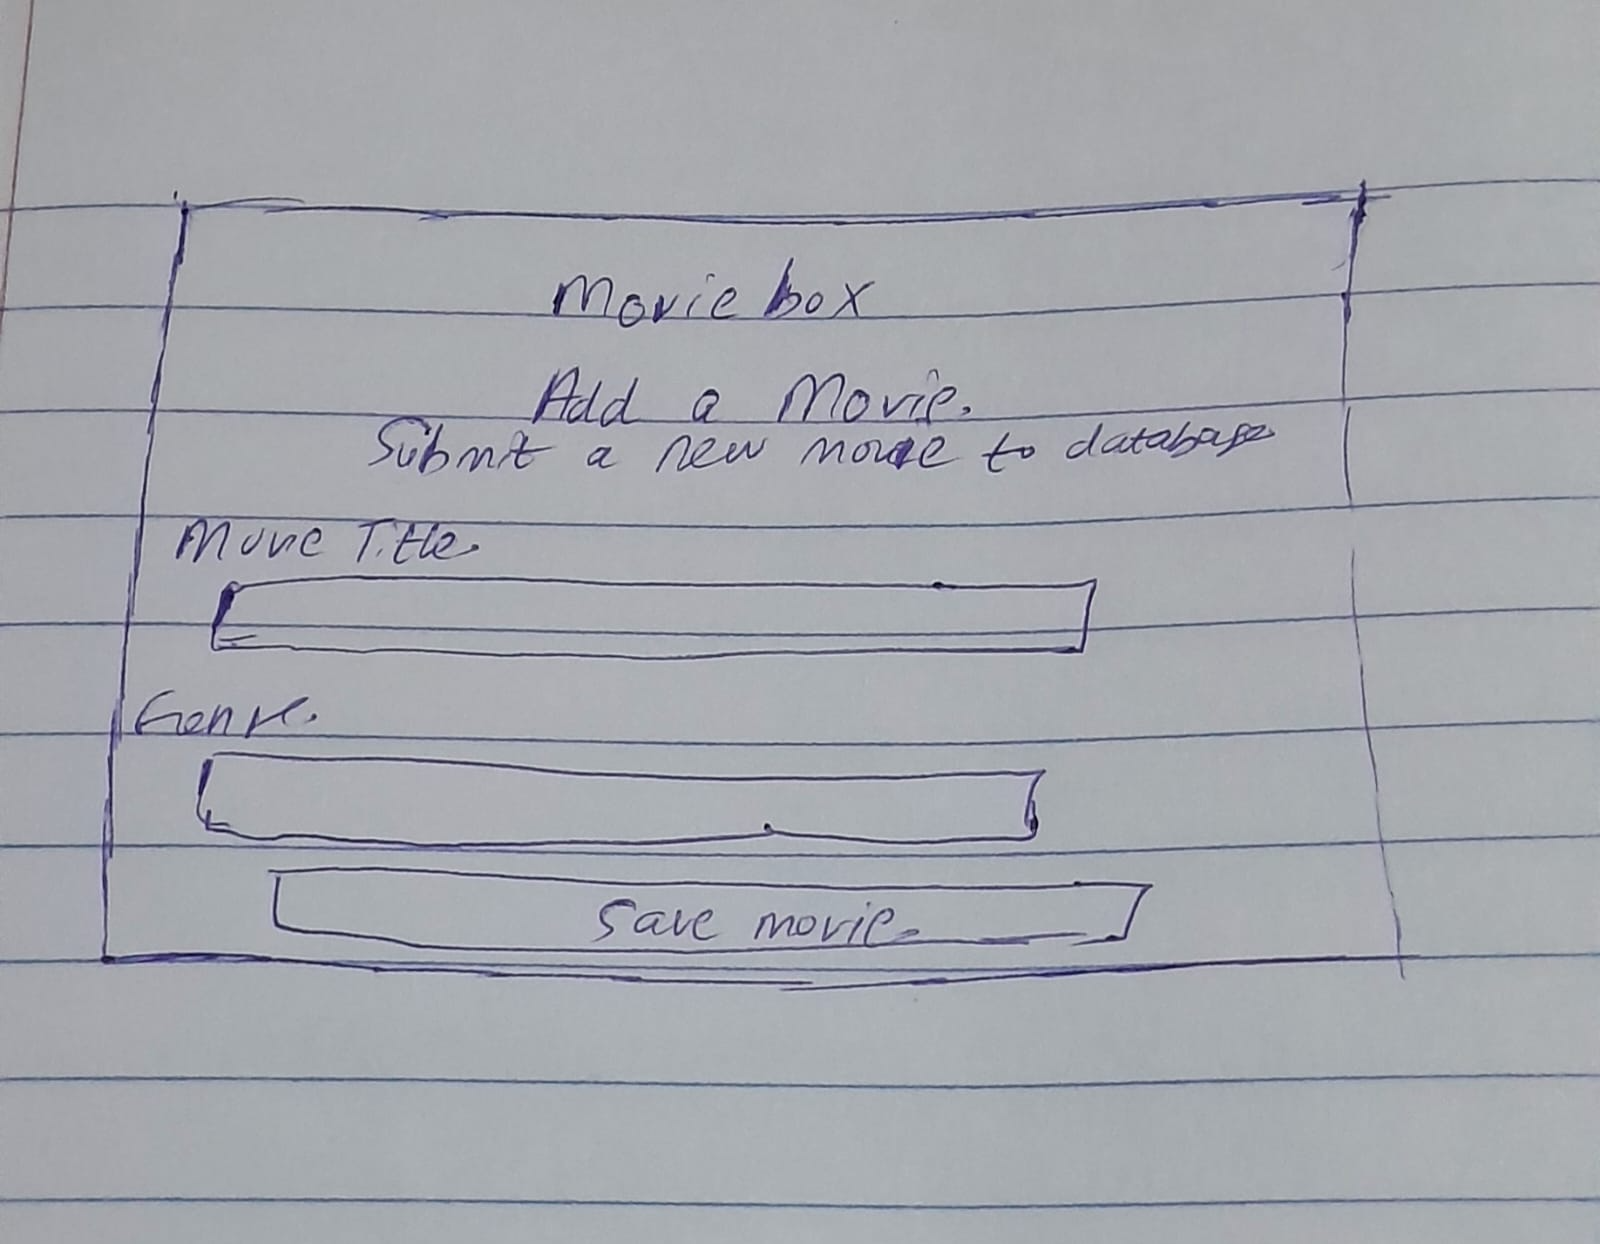 Movie box
Add a Movie.
Submit a new movie to database
Movie Title.
Genre.
Save movie.